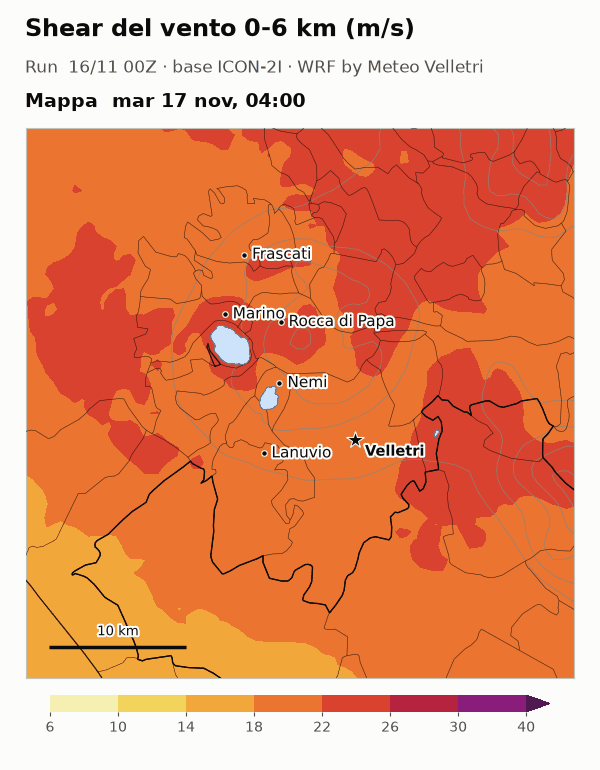 Shear del vento 0-6 km (m/s)
Run  16/11 00Z · base ICON-2I · WRF by Meteo Velletri
Mappa  mar 17 nov, 04:00
Frascati
Marino
Rocca di Papa
Nemi
Velletri
Lanuvio
10 km
6 10 14 18 22 26 30 40